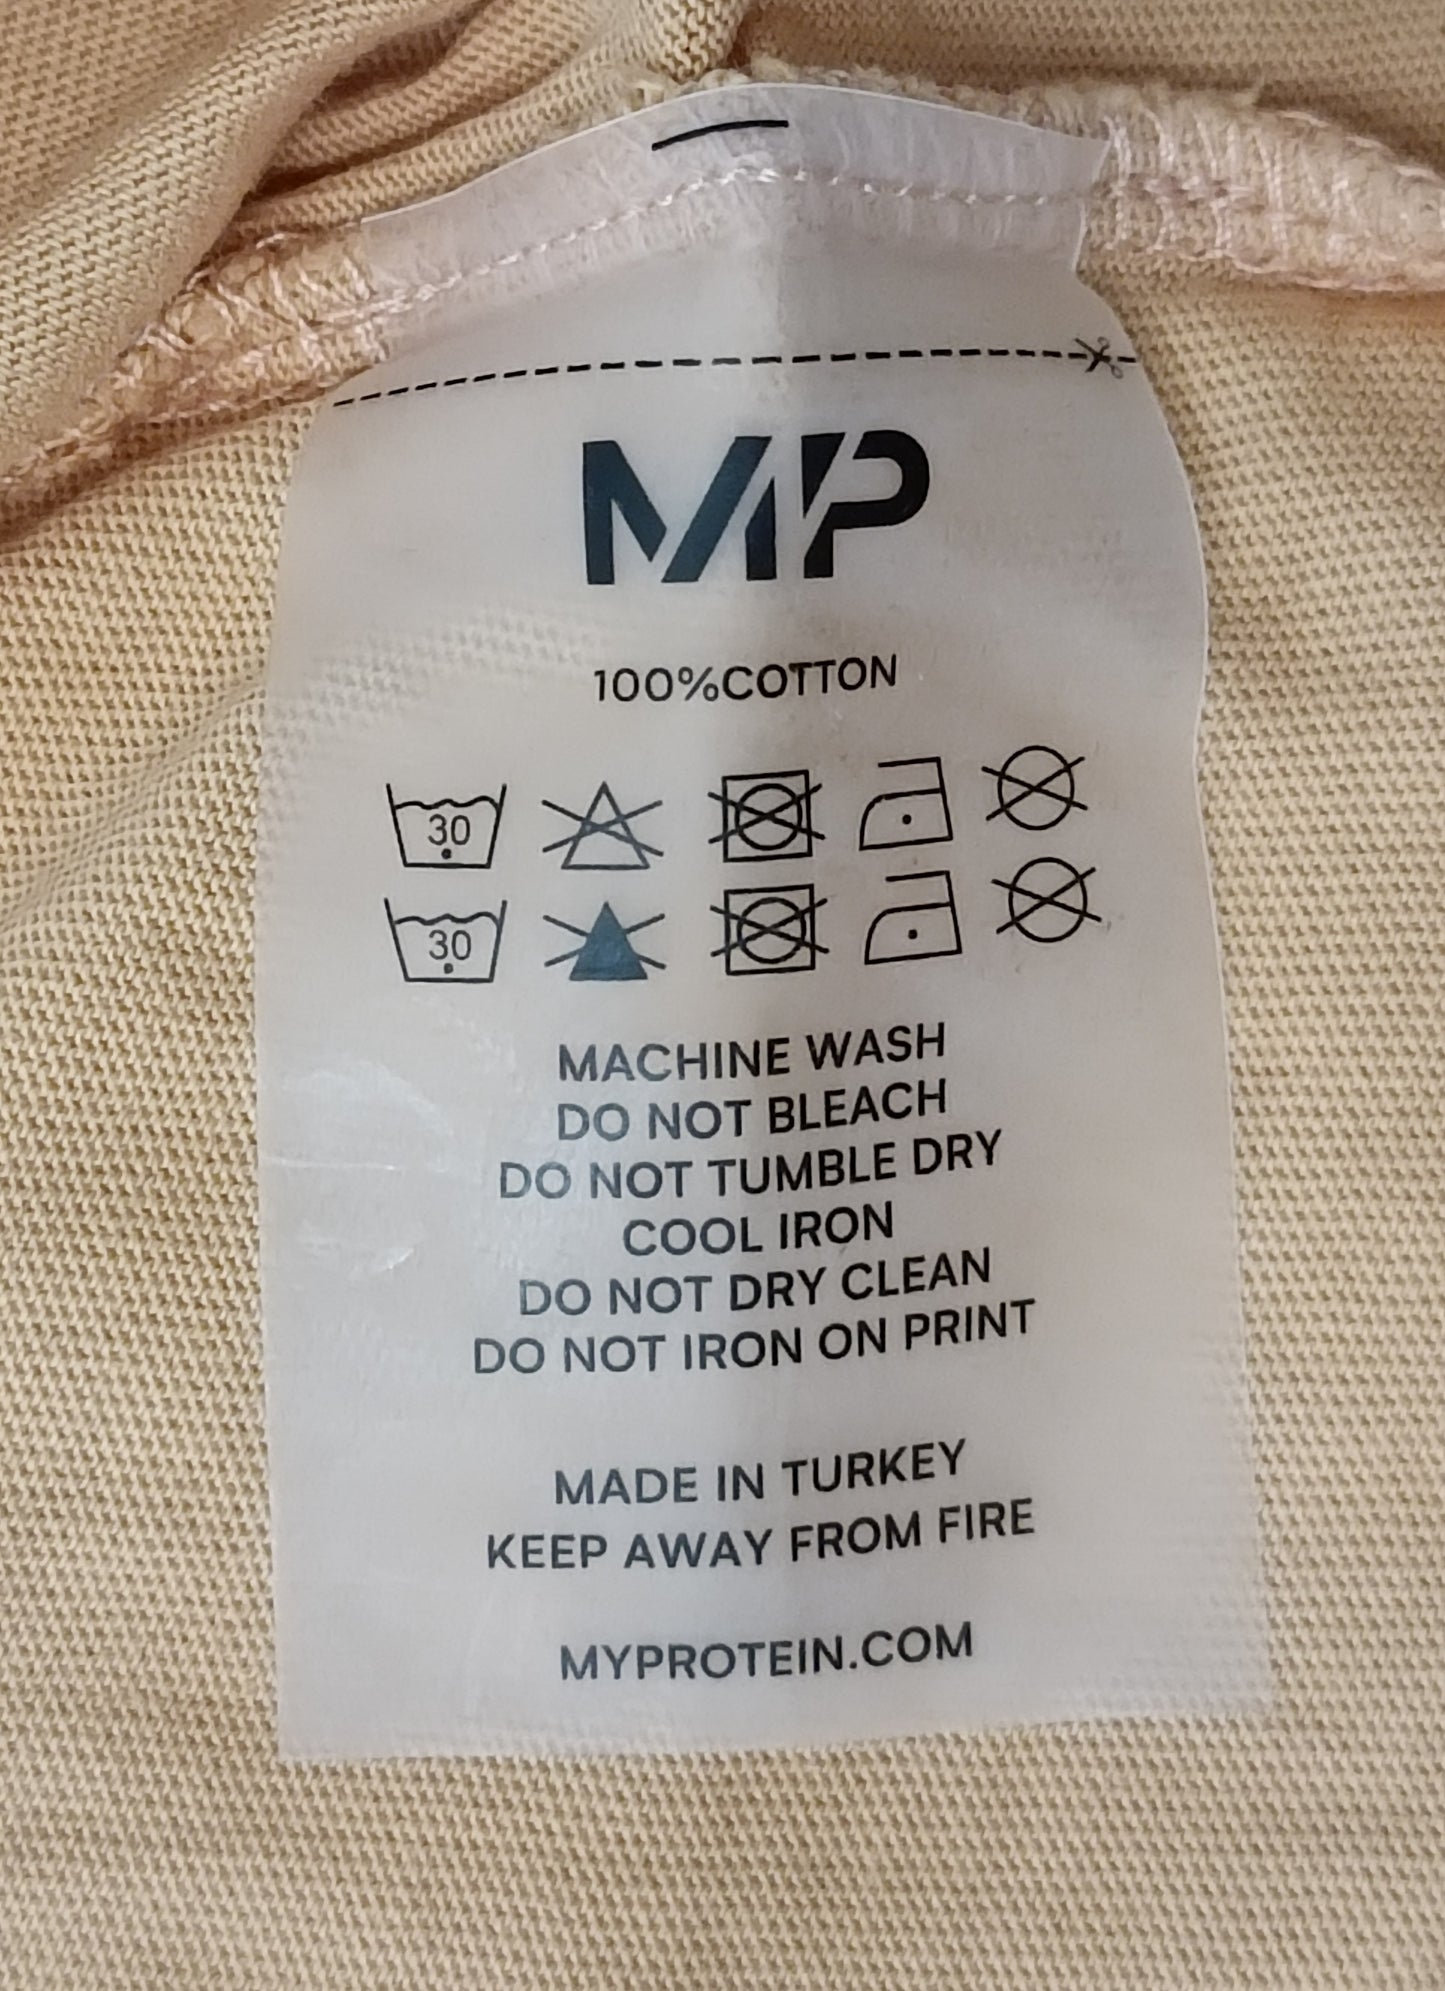 MP
100%COTTON
30
30
MACHINE WASH
DO NOT BLEACH
DO NOT TUMBLE DRY
COOL IRON
DO NOT DRY CLEAN
DO NOT IRON ON PRINT
MADE IN TURKEY
KEEP AWAY FROM FIRE
MYPROTEIN.COM